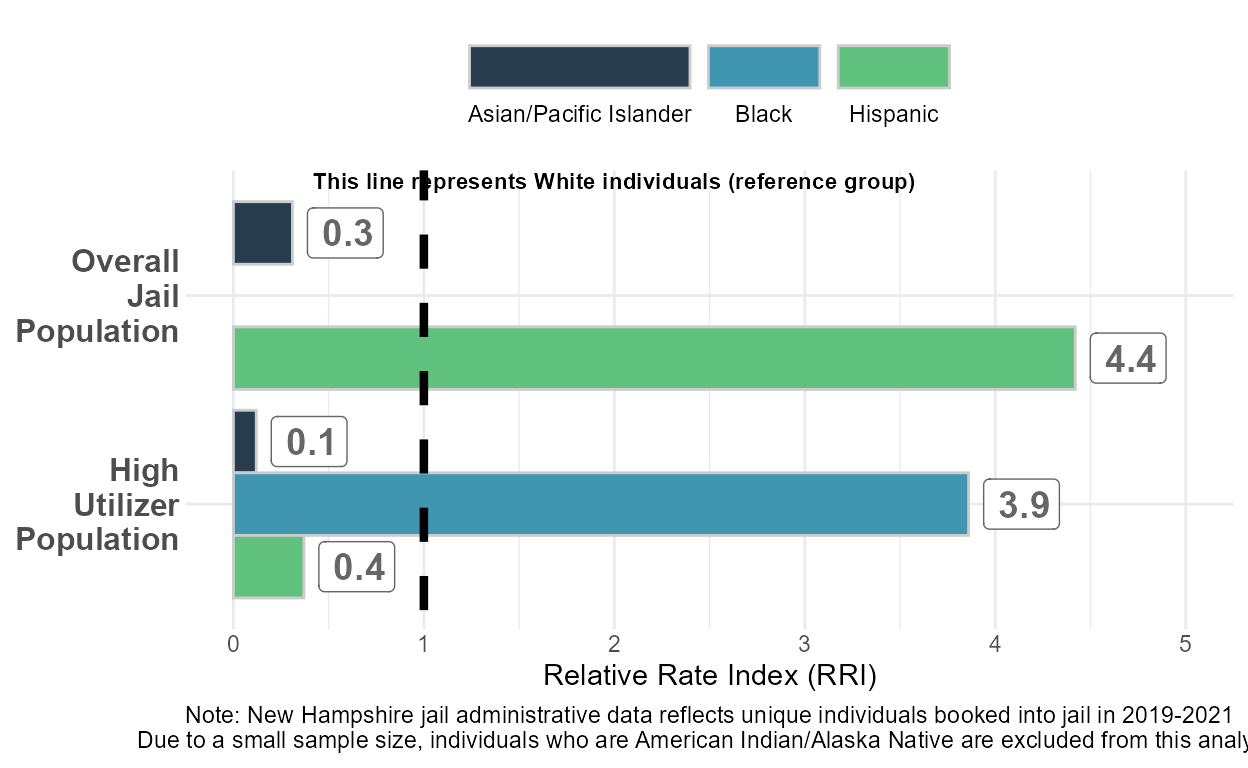 Asian/Pacific Islander Black Hispanic
This line represents White individuals (reference group)
0.3
Overall
Jail
Population
4.4
0.1
High
Utilizer
Population
3.9
0.4
0 1 2 3 4 5
Relative Rate Index (RRI)
Note: New Hampshire jail administrative data reflects unique individuals booked into jail in 2019-2021
Due to a small sample size, individuals who are American Indian/Alaska Native are excluded from this